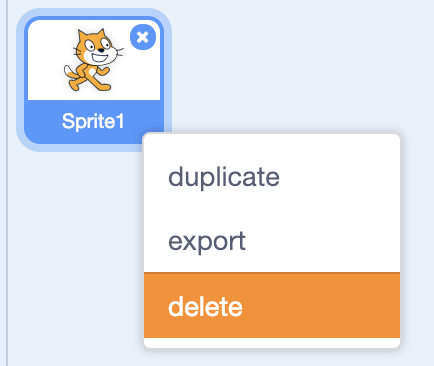 Sprite1
duplicate
export
delete